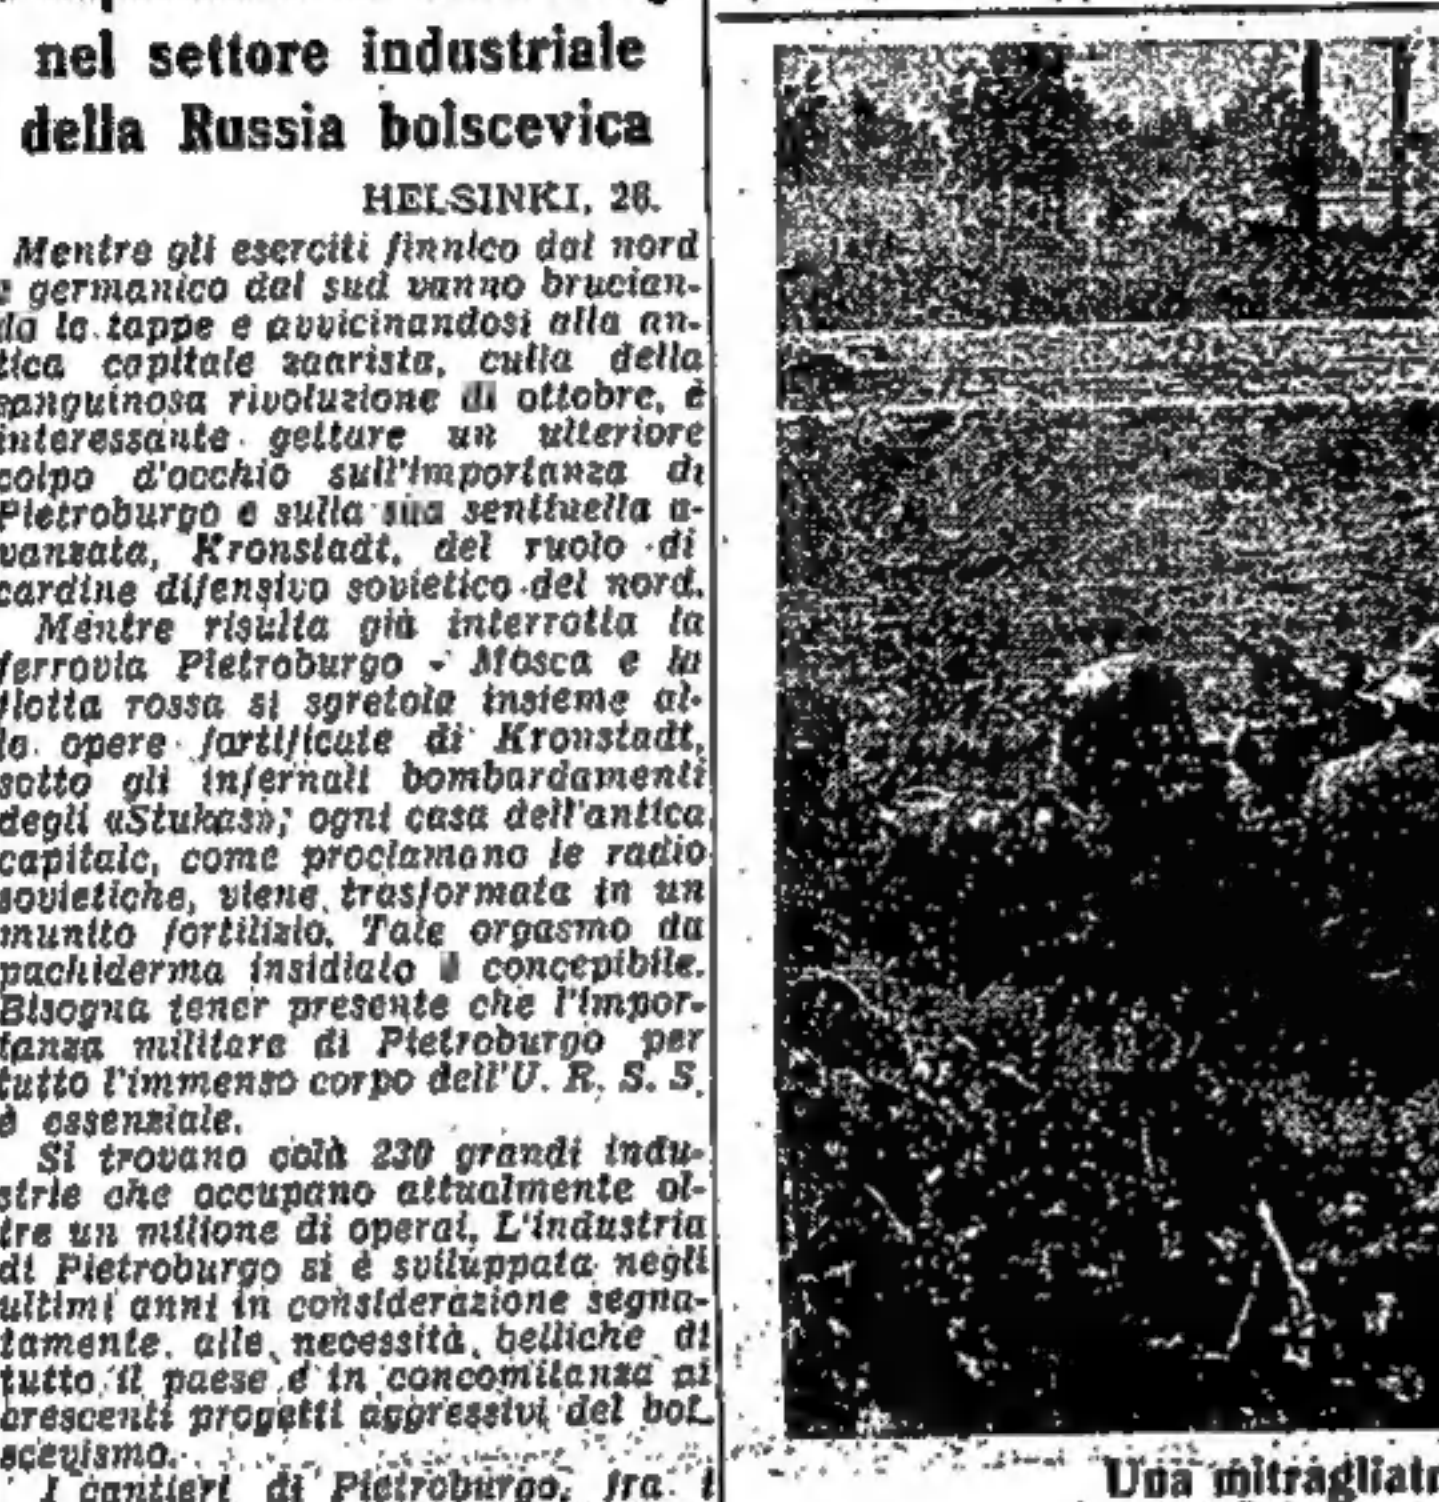 nel settore industriale
della Russia bolscevica
HELSINKI, 26.
Mentre gli eserciti finnico dal nord
e germanico dal sud vanno brucian-
do le tappe e avvicinandosi alla an-
tica capitale zaarista, culla della
sanguinosa rivoluzione di ottobre, è
interessante gettare un ulteriore
colpo d'occhio sull'importanza di
Pietroburgo e sulla sua sentinella a-
vanzata, Kronstadt, del ruolo di
cardine difensivo sovietico del nord.
Mentre risulta già interrotta la
ferrovia Pietroburgo - Mosca e la
flotta rossa si sgretola insieme al-
le opere fortificate di Kronstadt,
sotto gli infernali bombardamenti
degli «Stukas»; ogni casa dell'antica
capitale, come proclamano le radio
sovietiche, viene trasformata in un
munito fortilizio. Tale orgasmo da
pachiderma insidiato è concepibile.
Bisogna tener presente che l'impor-
tanza militare di Pietroburgo per
tutto l'immenso corpo dell'U. R. S. S.
è essenziale.
Si trovano colà 230 grandi indu-
strie che occupano attualmente ol-
tre un milione di operai. L'industria
di Pietroburgo si è sviluppata negli
ultimi anni in considerazione segna-
tamente alle necessità belliche di
tutto il paese e in concomitanza ai
crescenti progetti aggressivi del bol-
scevismo.
I cantieri di Pietroburgo, fra i
Una mitragliatr